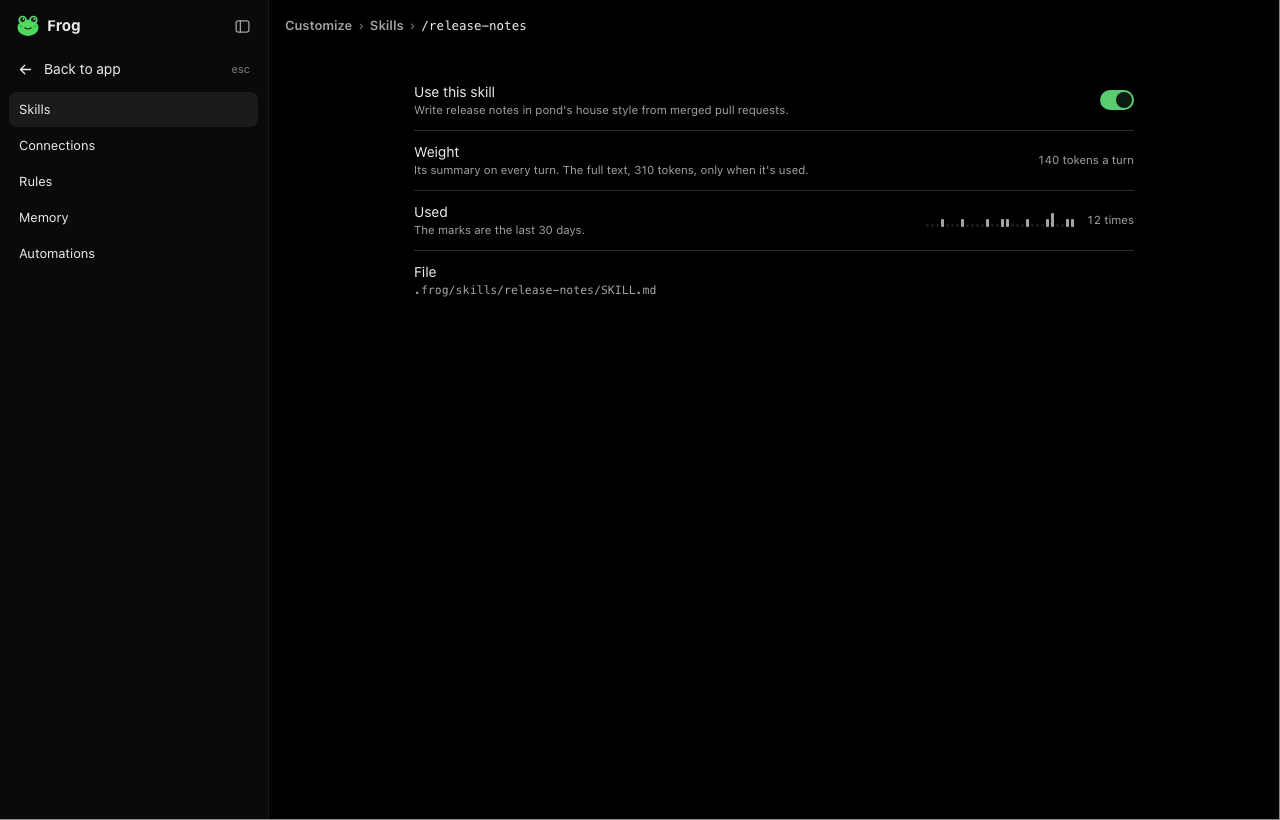 Frog
Back to app
esc
Skills
Connections
Rules
Memory
Automations
Customize › Skills › /release-notes
Use this skill
Write release notes in pond's house style from merged pull requests.
Weight
Its summary on every turn. The full text, 310 tokens, only when it's used.
140 tokens a turn
Used
The marks are the last 30 days.
12 times
File
.frog/skills/release-notes/SKILL.md